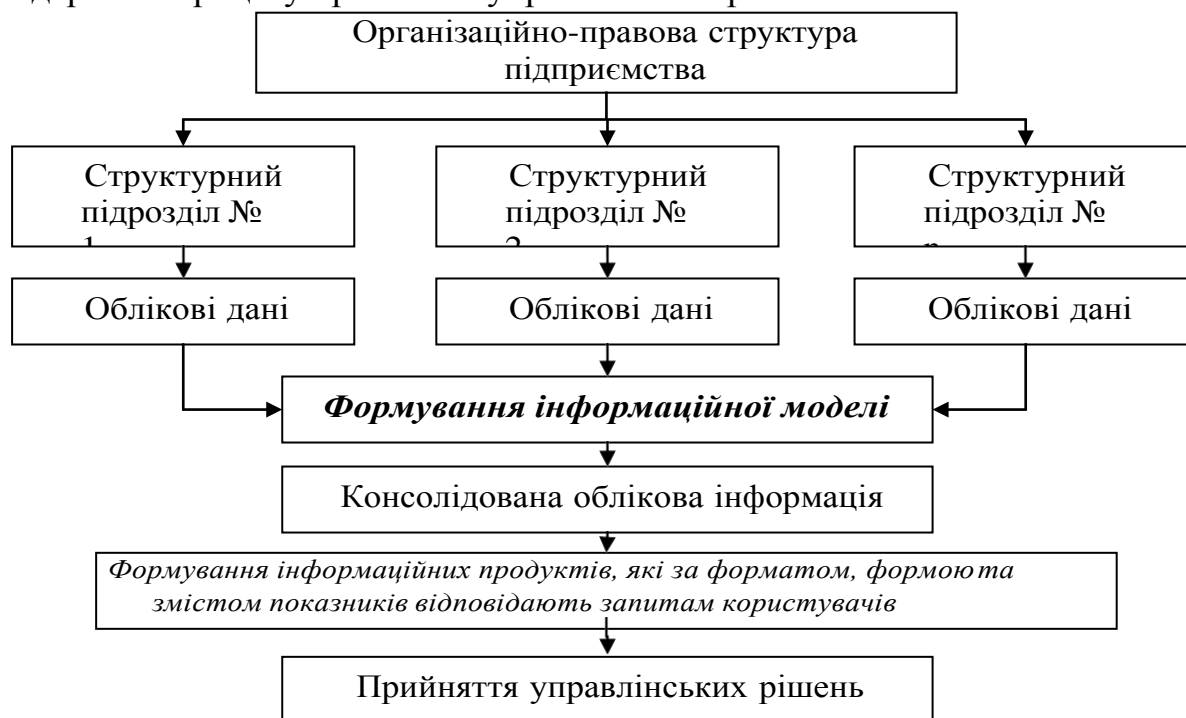 Організаційно-правова структура
підприємства
Структурний
підрозділ №
Структурний
підрозділ №
Структурний
підрозділ №
Облікові дані
Облікові дані
Облікові дані
Формування інформаційної моделі
Консолідована облікова інформація
Формування інформаційних продуктів, які за форматом, формою та
змістом показників відповідають запитам користувачів
Прийняття управлінських рішень